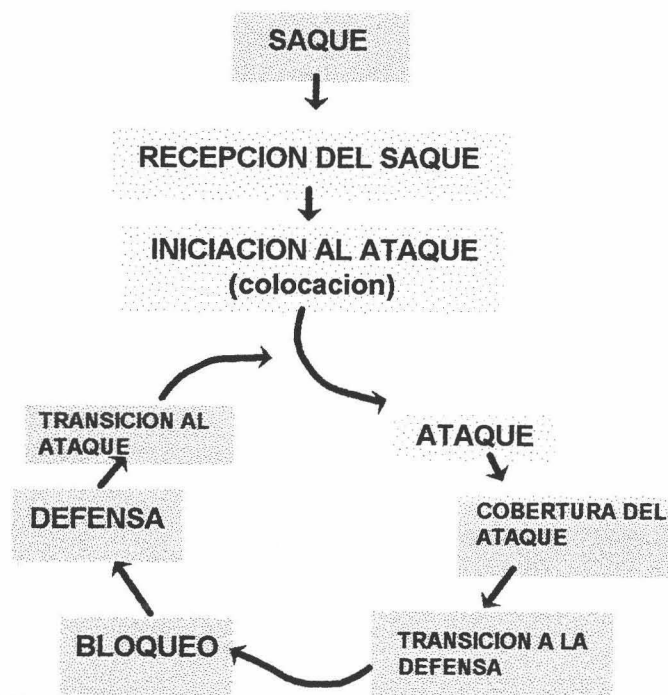 SAQUE
RECEPCION DEL SAQUE
INICIACION AL ATAQUE
(colocacion)
ATAQUE
COBERTURA DEL
ATAQUE
TRANSICION A LA
DEFENSA
BLOQUEO
DEFENSA
TRANSICION AL
ATAQUE